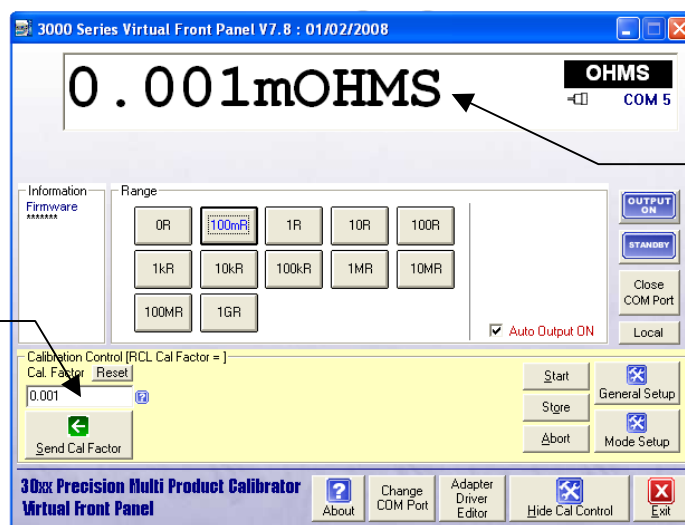 3000 Series Virtual Front Panel V7.8 : 01/02/2008
0.001mOHMS
OHMS
COM 5
Information
Firmware
*******
Range
0R 100mR 1R 10R 100R
1kR 10kR 100kR 1MR 10MR
100MR 1GR
Auto Output ON
OUTPUT
ON
STANDBY
Close
COM Port
Local
Calibration Control [RCL Cal Factor = ]
Cal. Factor Reset
0.001 ?
Send Cal Factor
Start
Store
Abort
General Setup
Mode Setup
30xx Precision Multi Product Calibrator
Virtual Front Panel
?
About
Change
COM Port
Adapter
Driver
Editor
Hide Cal Control
X
Exit